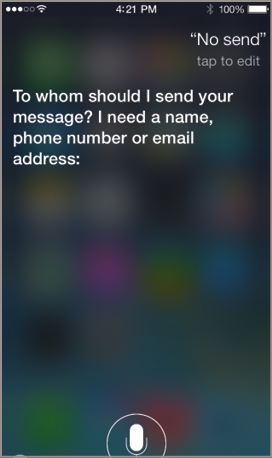 4:21 PM 100%
“No send”
tap to edit
To whom should I send your
message? I need a name,
phone number or email
address: